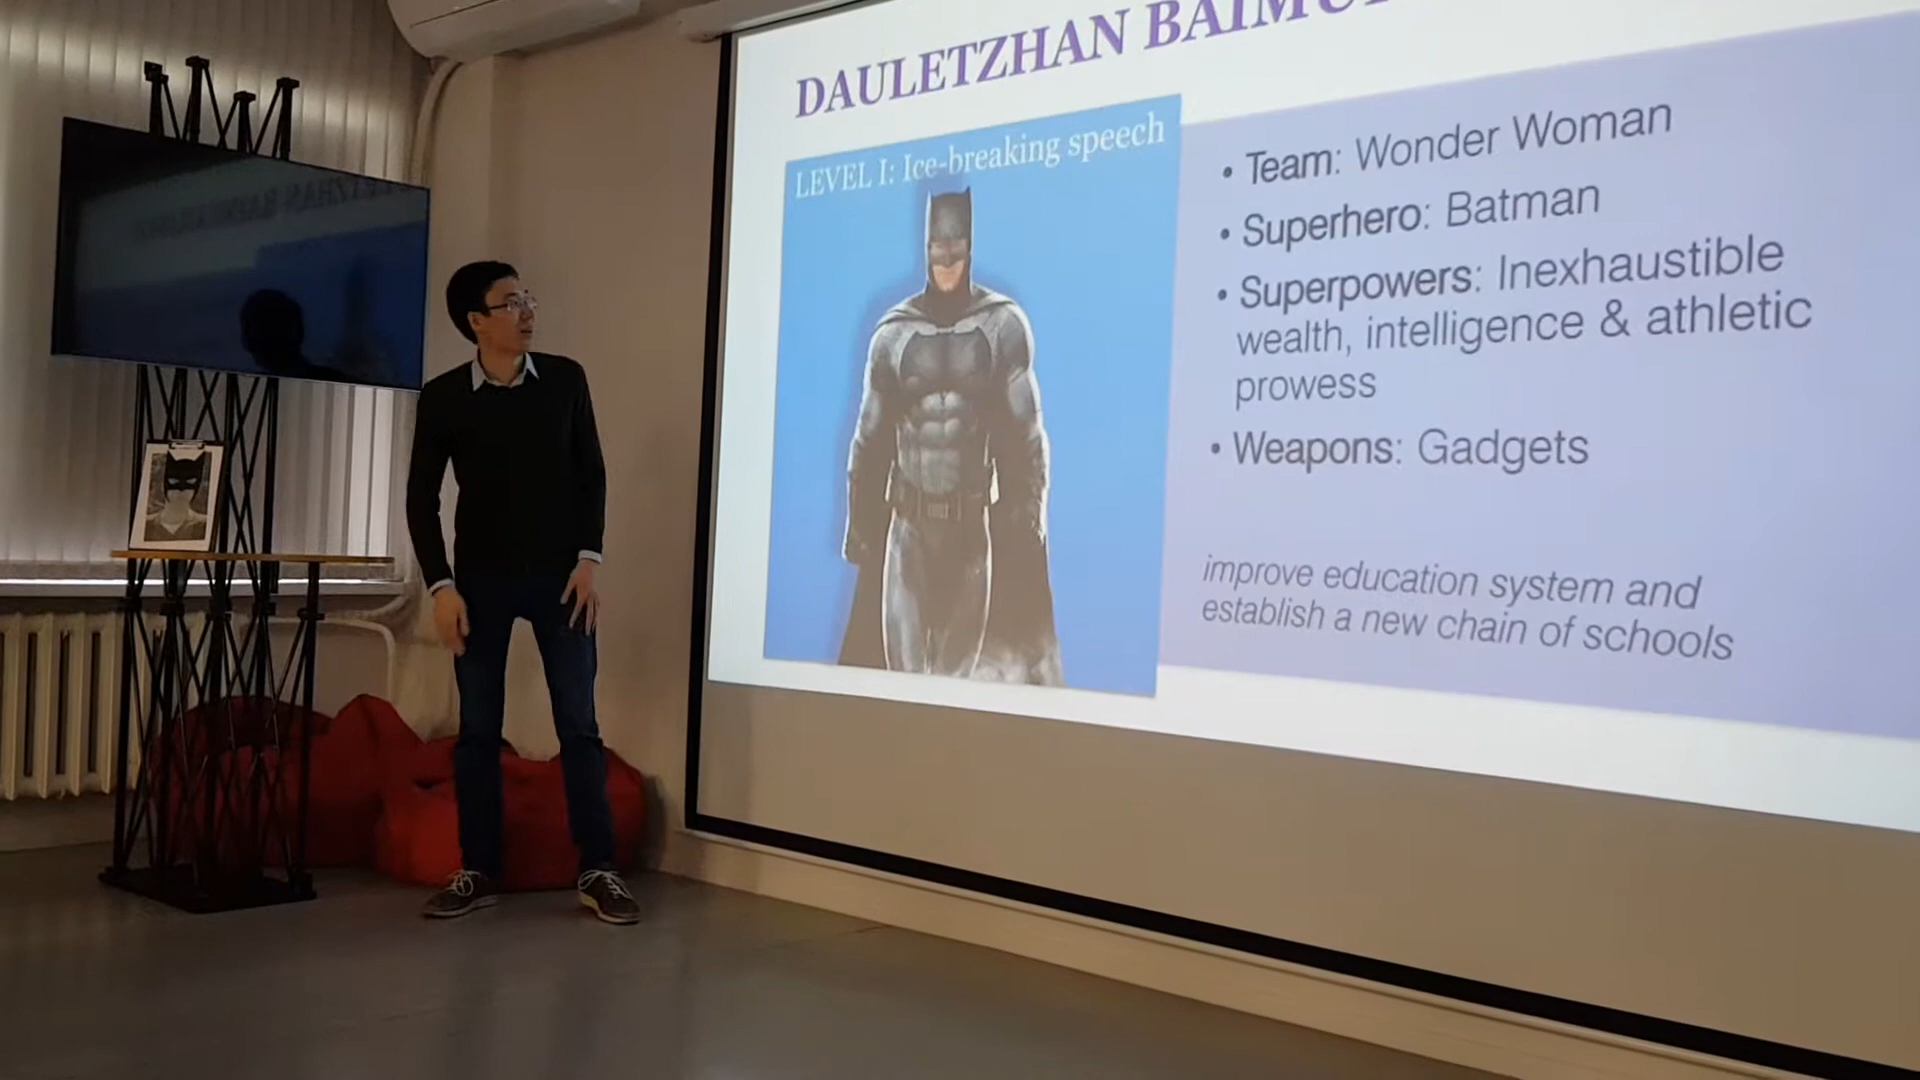 DAULETZHAN
LEVEL I: Ice-breaking speech
• Team: Wonder Woman
• Superhero: Batman
• Superpowers: Inexhaustible
wealth, intelligence & athletic
prowess
• Weapons: Gadgets
improve education system and
establish a new chain of schools